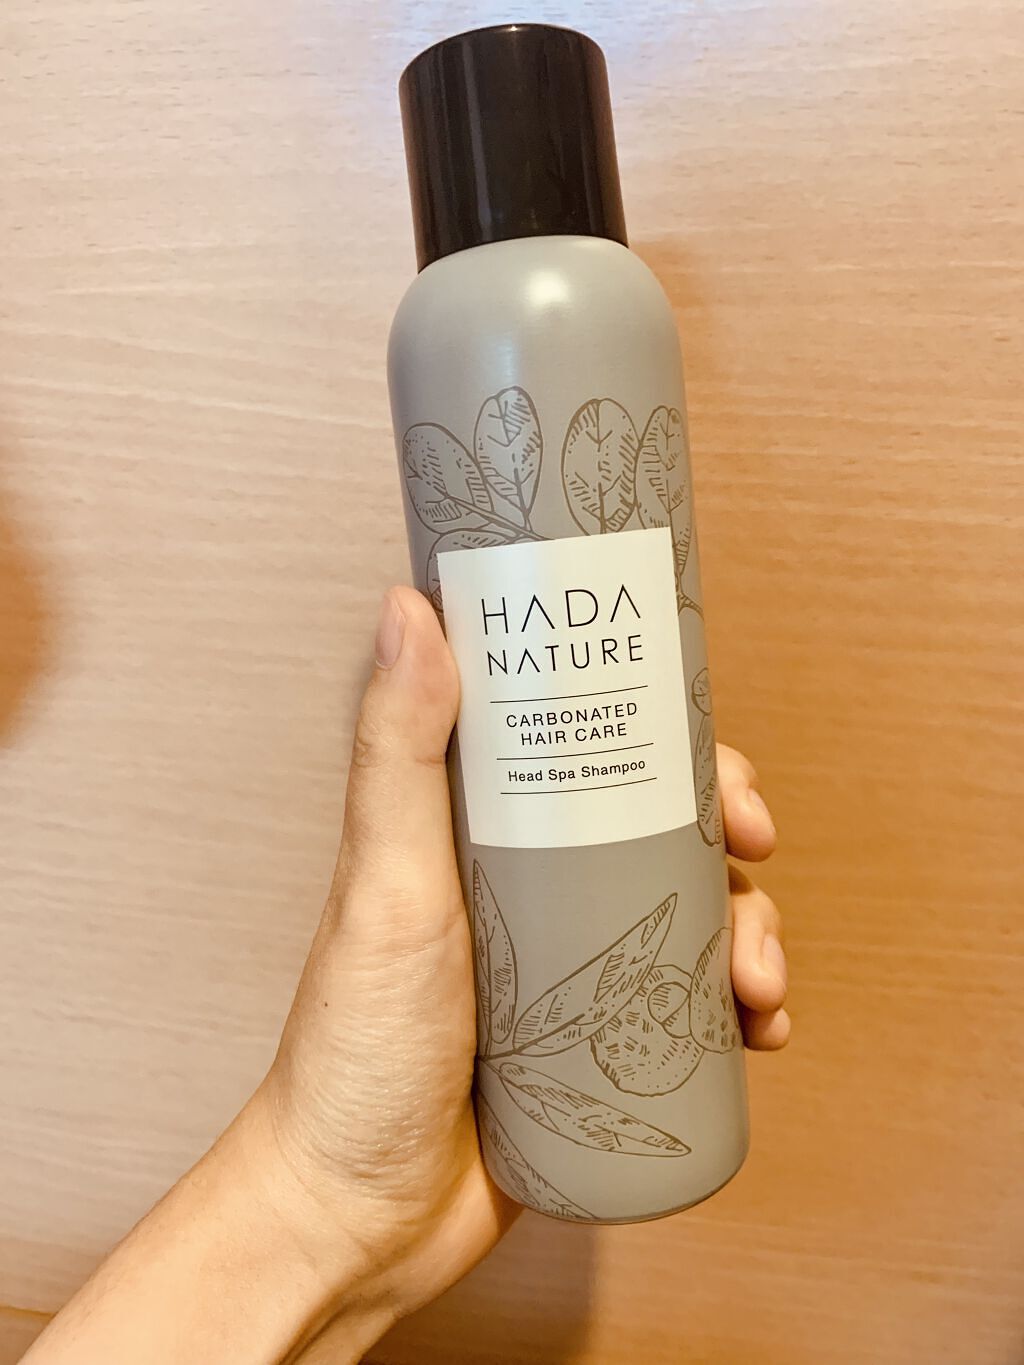 HADA
NATURE
CARBONATED
HAIR CARE
Head Spa Shampoo